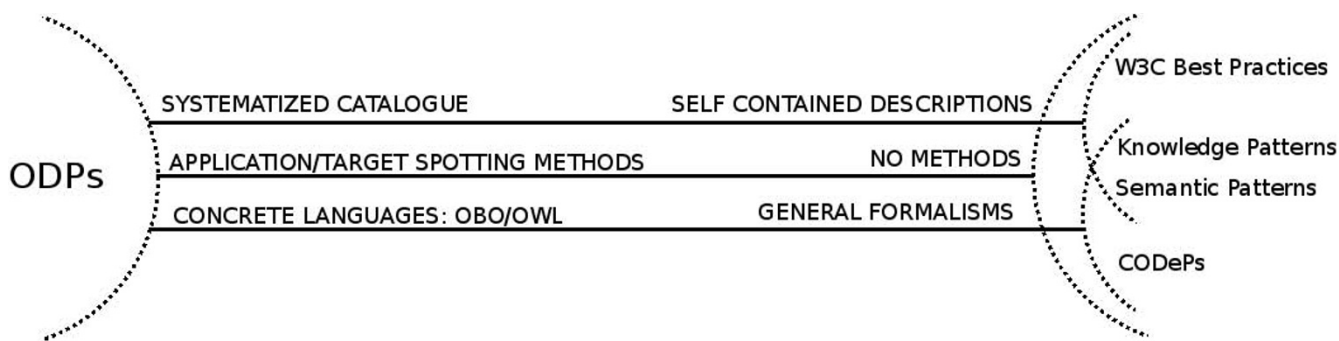 W3C Best Practices
SYSTEMATIZED CATALOGUE SELF CONTAINED DESCRIPTIONS
Knowledge Patterns
APPLICATION/TARGET SPOTTING METHODS NO METHODS
ODPs
Semantic Patterns
CONCRETE LANGUAGES: OBO/OWL GENERAL FORMALISMS
CODePs